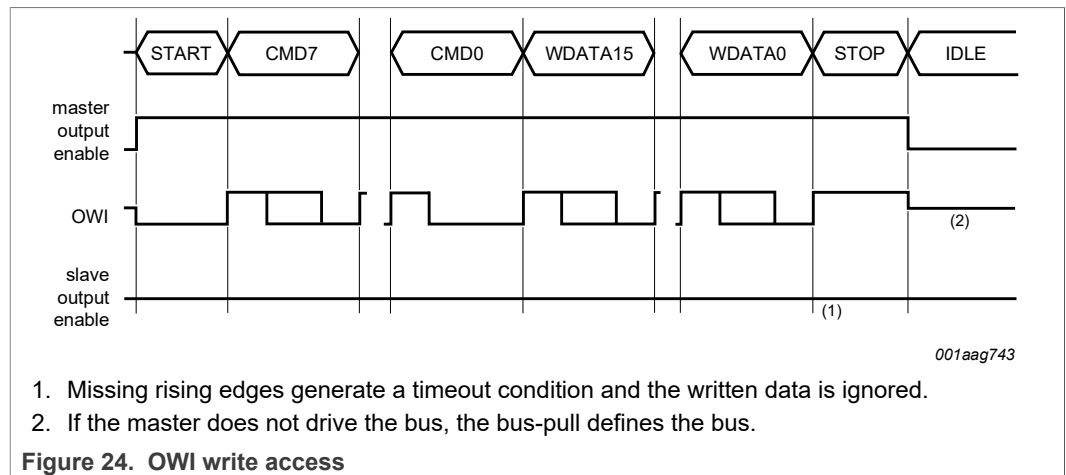 START CMD7 CMD0 WDATA15 WDATA0 STOP IDLE
master
output
enable
OWI
(2)
slave
output
enable
(1)
001aag743
1. Missing rising edges generate a timeout condition and the written data is ignored.
2. If the master does not drive the bus, the bus-pull defines the bus.
Figure 24. OWI write access